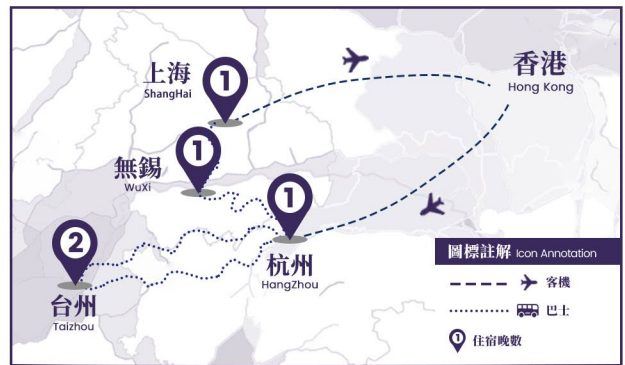 上海
ShangHai
1
香港
Hong Kong
無錫
WuXi
1
1
杭州
HangZhou
2
台州
Taizhou
圖標註解 Icon Annotation
客機
巴士
1 住宿晚數